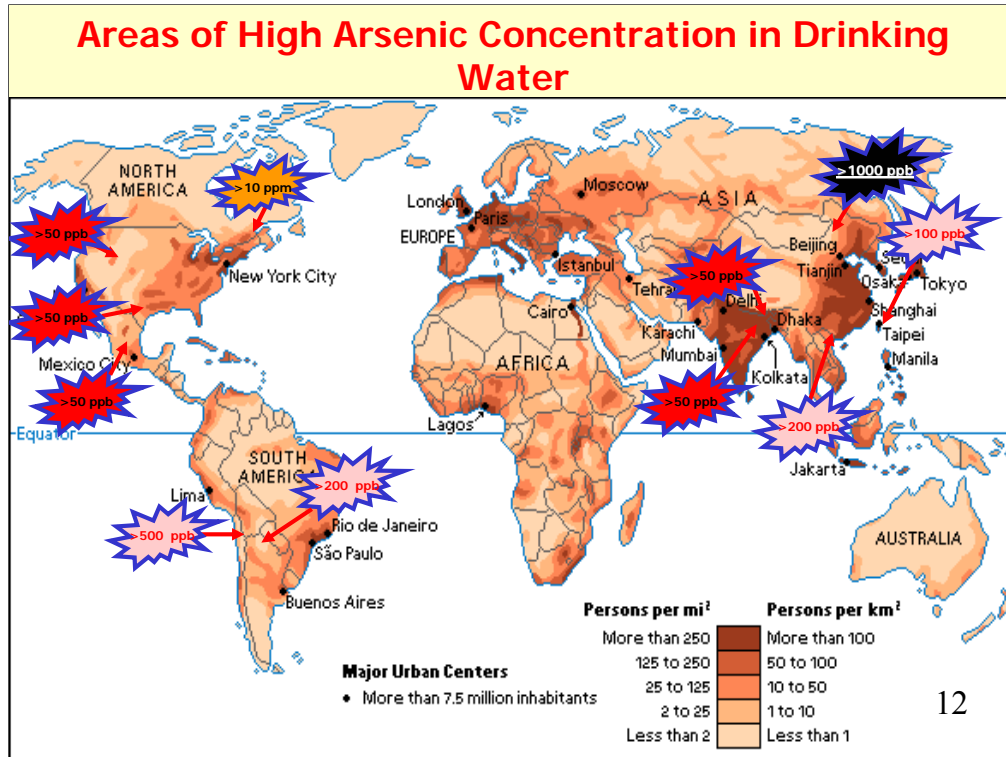 Areas of High Arsenic Concentration in Drinking
Water
NORTH
AMERICA
>10 ppm
>50 ppb
New York City
>50 ppb
Mexico City
>50 ppb
Equator
London
Paris
EUROPE
Moscow
ASIA
>1000 ppb
>100 ppb
Beijing
Tianjin
Istanbul
>50 ppb
Osaka
Tokyo
Cairo
Delhi
Shanghai
Karachi
Dhaka
Taipei
AFRICA
Mumbai
Manila
Kolkata
Lagos
>50 ppb
>200 ppb
Jakarta
SOUTH
AMERICA
>200 ppb
Lima
>500 ppb
Rio de Janeiro
São Paulo
Buenos Aires
AUSTRALIA
Persons per mi² Persons per km²
More than 250 More than 100
125 to 250 50 to 100
25 to 125 10 to 50
2 to 25 1 to 10
Less than 2 Less than 1
Major Urban Centers
• More than 7.5 million inhabitants
12